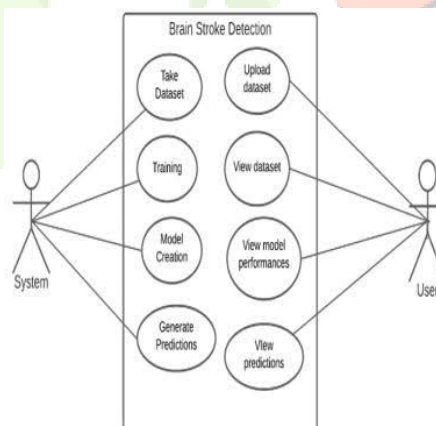 Brain Stroke Detection
Take
Dataset
Upload
dataset
Training
View dataset
Model
Creation
View model
performances
System
User
Generate
Predictions
VIew
predictions